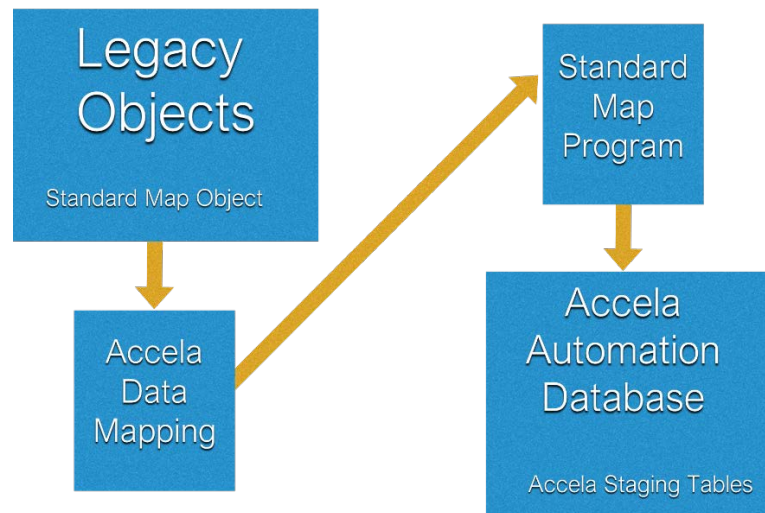 Legacy
Objects
Standard Map Object
Accela
Data
Mapping
Standard
Map
Program
Accela
Automation
Database
Accela Staging Tables